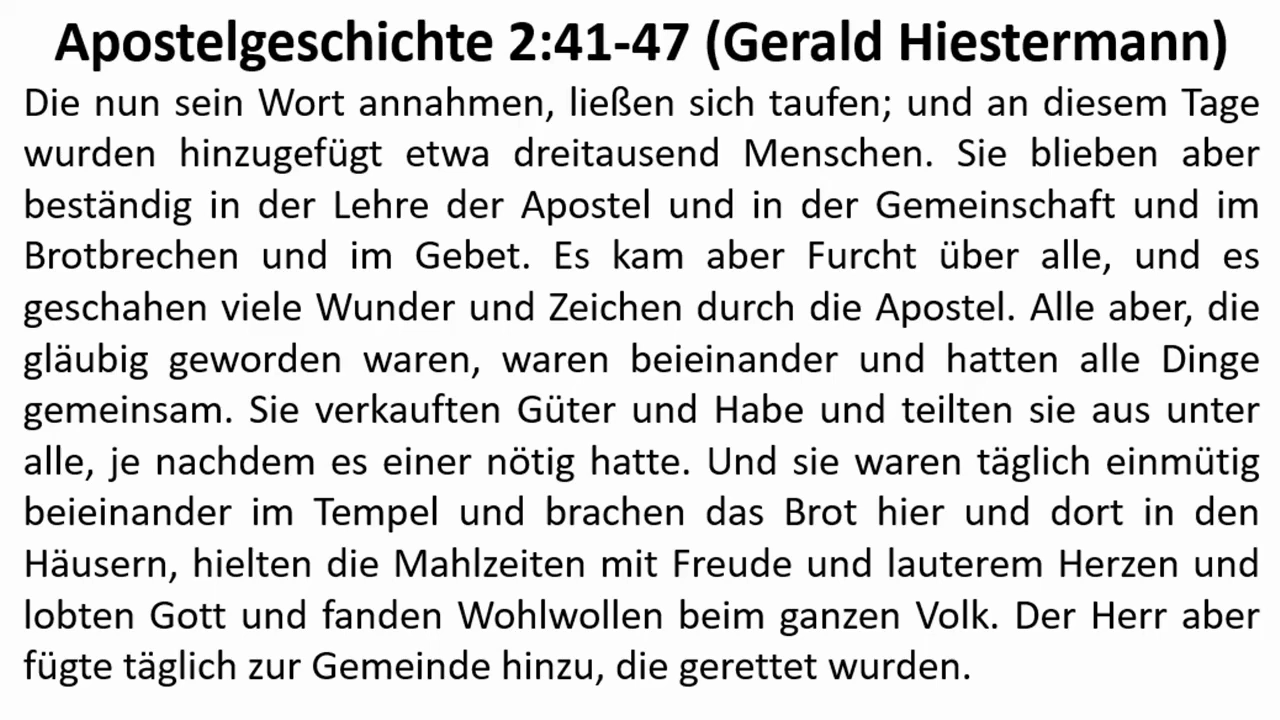 Apostelgeschichte 2:41-47 (Gerald Hiestermann)
Die nun sein Wort annahmen, ließen sich taufen; und an diesem Tage
wurden hinzugefügt etwa dreitausend Menschen. Sie blieben aber
beständig in der Lehre der Apostel und in der Gemeinschaft und im
Brotbrechen und im Gebet. Es kam aber Furcht über alle, und es
geschahen viele Wunder und Zeichen durch die Apostel. Alle aber, die
gläubig geworden waren, waren beieinander und hatten alle Dinge
gemeinsam. Sie verkauften Güter und Habe und teilten sie aus unter
alle, je nachdem es einer nötig hatte. Und sie waren täglich einmütig
beieinander im Tempel und brachen das Brot hier und dort in den
Häusern, hielten die Mahlzeiten mit Freude und lauterem Herzen und
lobten Gott und fanden Wohlwollen beim ganzen Volk. Der Herr aber
fügte täglich zur Gemeinde hinzu, die gerettet wurden.